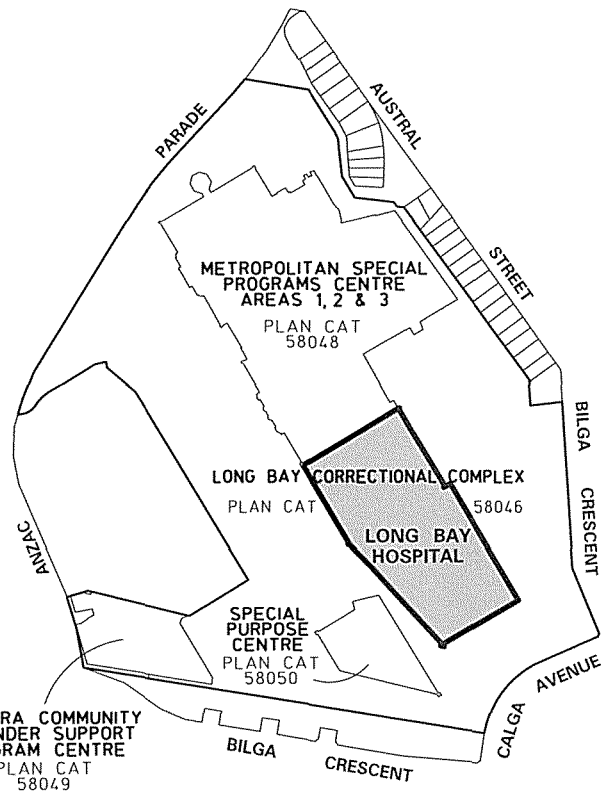 PARADE
AUSTRAL
STREET
METROPOLITAN SPECIAL
PROGRAMS CENTRE
AREAS 1, 2 & 3
PLAN CAT
58048
BILGA
CRESCENT
LONG BAY CORRECTIONAL COMPLEX
PLAN CAT 58046
LONG BAY
HOSPITAL
ANZAC
SPECIAL
PURPOSE
CENTRE
PLAN CAT
58050
CALGA AVENUE
RA COMMUNITY
NDER SUPPORT
GRAM CENTRE
PLAN CAT
58049
BILGA CRESCENT